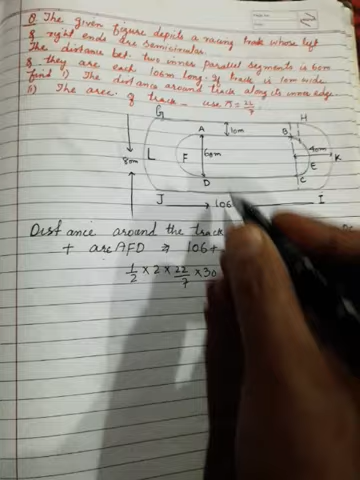 Q. The given figure depicts a racing track whose left
& right ends are semicircular.
The distance bet. two inner parallel segments is 60m
& they are each 106m long. If track is 10m wide
find i) The distance around track along its inner edge.
ii) The area of track - use π = 22/7.
G H
A 10m B
80m L F 60m 40m K
E
D C
J 106 I
Distance around the track
+ arc AFD ⇒ 106+
1/2 × 2 × 22/7 × 30